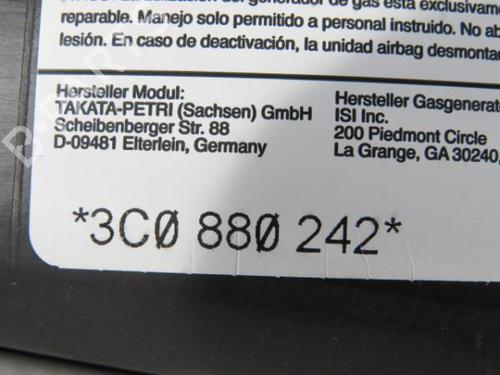 reparable. Manejo solo permitido a personal instruido. No ab
lesión. En caso de deactivación, la unidad airbag desmontad
Hersteller Modul:
TAKATA-PETRI (Sachsen) GmbH
Scheibenberger Str. 88
D-09481 Elterlein, Germany
Hersteller Gasgenerat
ISI Inc.
200 Piedmont Circle
La Grange, GA 30240,
*3C0 880 242*